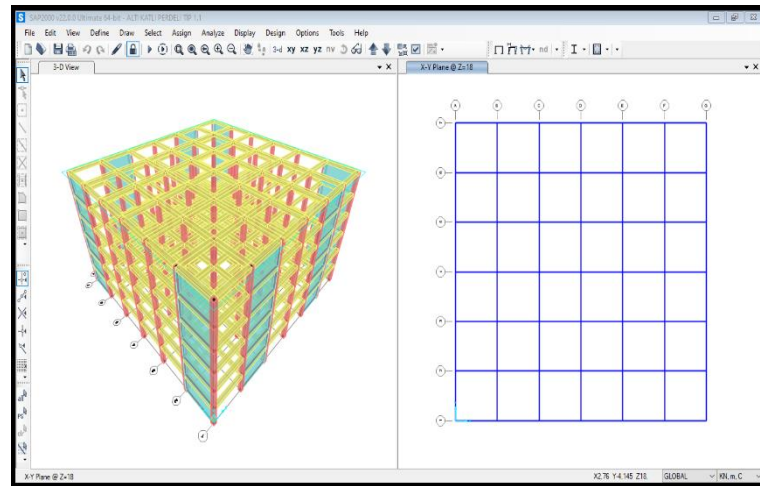 SAP2000 v22.0.0 Ultimate 64-bit - ALTI KATLI PERDELİ TİP 1.1
File Edit View Define Draw Select Assign Analyze Display Design Options Tools Help
3-d xy xz yz nv
nd
3-D View
X-Y Plane @ Z=18
A B C D E F G
X-Y Plane @ Z=18
X2.76 Y-4.145 Z18. GLOBAL KN, m, C